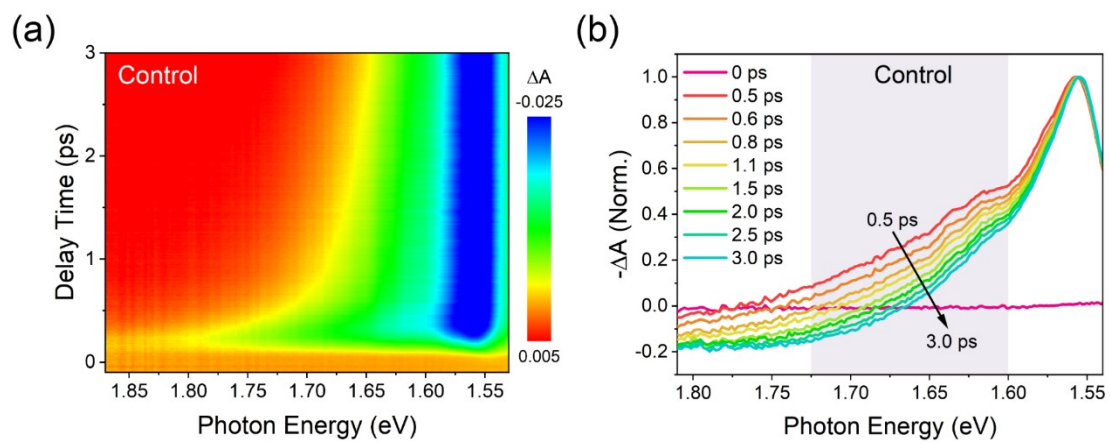 (a)
Control
3
2
1
0
Delay Time (ps)
1.85
1.80
1.75
1.70
1.65
1.60
1.55
Photon Energy (eV)
ΔA
-0.025
0.005
(b)
Control
0 ps
0.5 ps
0.6 ps
0.8 ps
1.1 ps
1.5 ps
2.0 ps
2.5 ps
3.0 ps
0.5 ps
3.0 ps
1.0
0.8
0.6
0.4
0.2
0.0
-0.2
-ΔA (Norm.)
1.80
1.75
1.70
1.65
1.60
1.55
Photon Energy (eV)